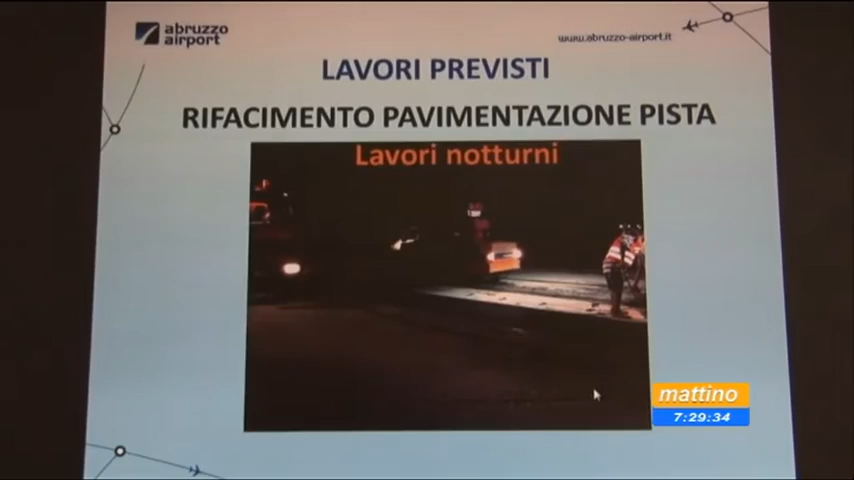 abruzzo
airport
www.abruzzo-airport.it
LAVORI PREVISTI
RIFACIMENTO PAVIMENTAZIONE PISTA
Lavori notturni
mattino
7:29:34